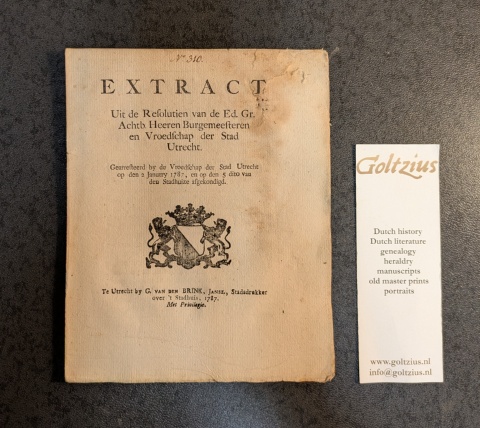 No. 310.
EXTRACT
Uit de Resolutien van de Ed. Gr.
Achtb. Heeren Burgemeesteren
en Vroedschap der Stad
Utrecht.
Gearresteerd by de Vroedschap der Stad Utrecht
op den 2 January 1787, en op den 5 dito van
den Stadhuize afgekondigd.
Te Utrecht by G. VAN DEN BRINK, JANSZ., Stadsdrukker
over 't Stadhuis, 1787.
Met Privilegie.
Goltzius
Dutch history
Dutch literature
genealogy
heraldry
manuscripts
old master prints
portraits
www.goltzius.nl
info@goltzius.nl